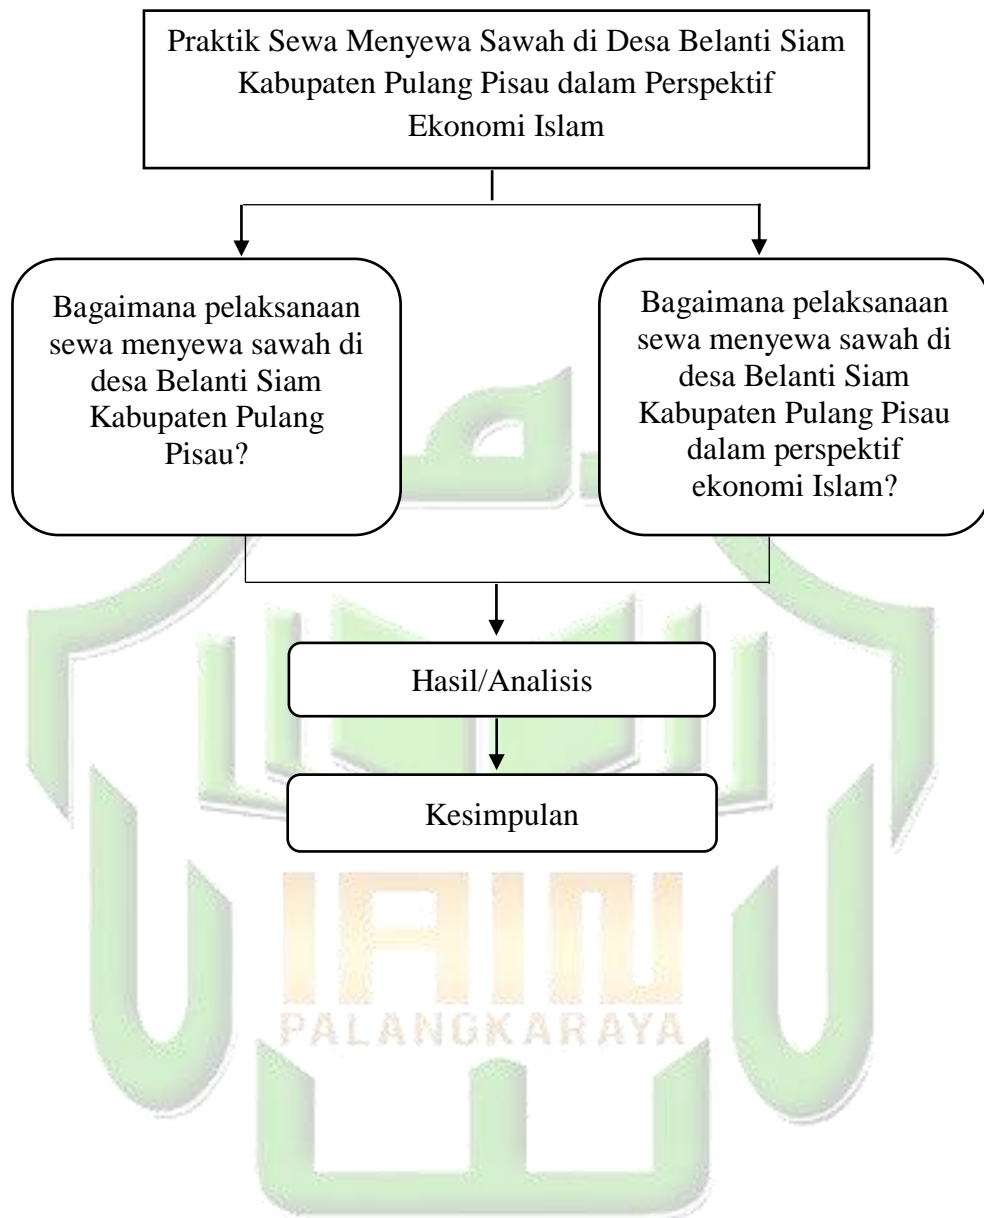 Praktik Sewa Menyewa Sawah di Desa Belanti Siam
Kabupaten Pulang Pisau dalam Perspektif
Ekonomi Islam
Bagaimana pelaksanaan
sewa menyewa sawah di
desa Belanti Siam
Kabupaten Pulang
Pisau?
Bagaimana pelaksanaan
sewa menyewa sawah di
desa Belanti Siam
Kabupaten Pulang Pisau
dalam perspektif
ekonomi Islam?
Hasil/Analisis
Kesimpulan
IAIN
PALANGKARAYA